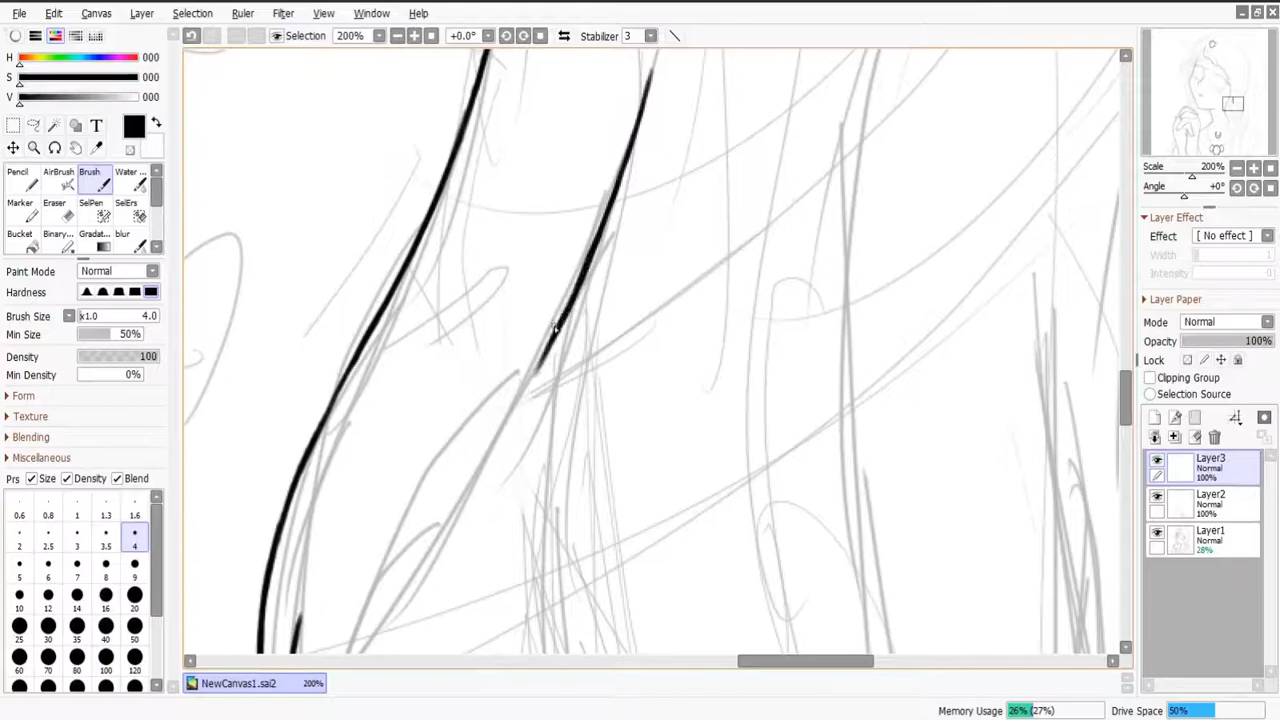 File Edit Canvas Layer Selection Ruler Filter View Window Help
Selection 200% +0.0° Stabilizer 3
H 000
S 000
V 000
T
Pencil AirBrush Brush Water ...
Marker Eraser SelPen SelErs
Bucket Binary... Gradat... blur
Paint Mode Normal
Hardness
Brush Size x1.0 4.0
Min Size 50%
Density 100
Min Density 0%
Form
Texture
Blending
Miscellaneous
Prs Size Density Blend
0.6 0.8 1 1.3 1.6
2 2.5 3 3.5 4
5 6 7 8 9
10 12 14 16 20
25 30 35 40 50
60 70 80 100 120
NewCanvas1.sai2 200%
Scale 200%
Angle +0°
Layer Effect
Effect [ No effect ]
Width 1
Intensity 1
Layer Paper
Mode Normal
Opacity 100%
Lock
Clipping Group
Selection Source
Layer3
Normal
100%
Layer2
Normal
100%
Layer1
Normal
28%
Memory Usage 26% (27%) Drive Space 50%